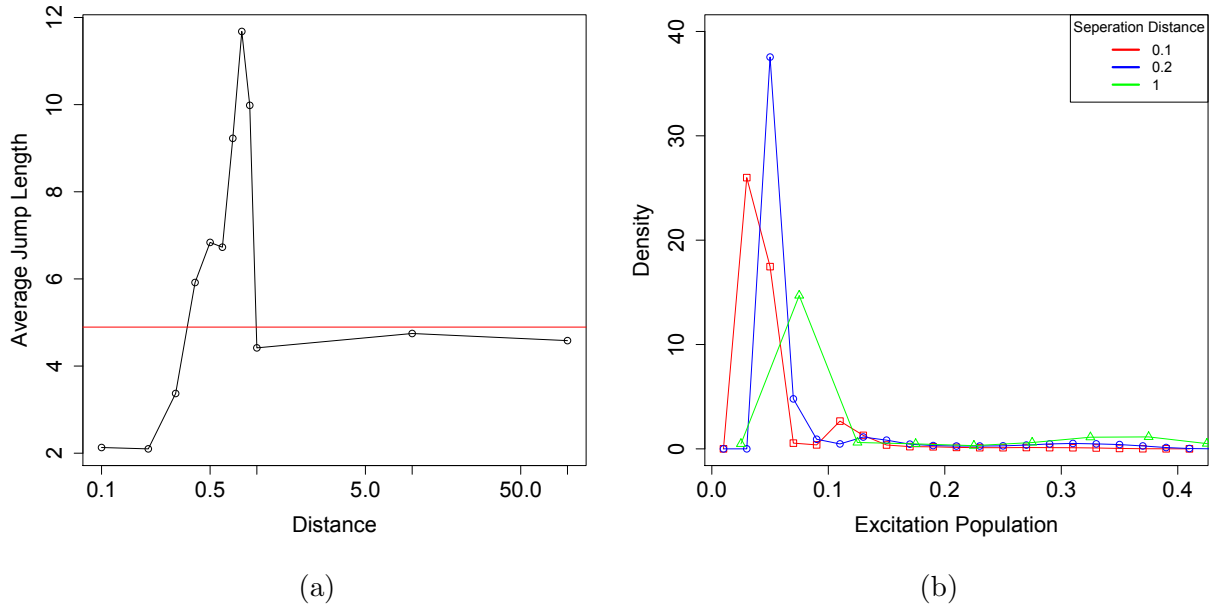 12
10
8
6
4
2
Average Jump Length
0.1 0.5 5.0 50.0
Distance
(a)
40
30
20
10
0
Density
Seperation Distance
0.1
0.2
1
0.0 0.1 0.2 0.3 0.4
Excitation Population
(b)